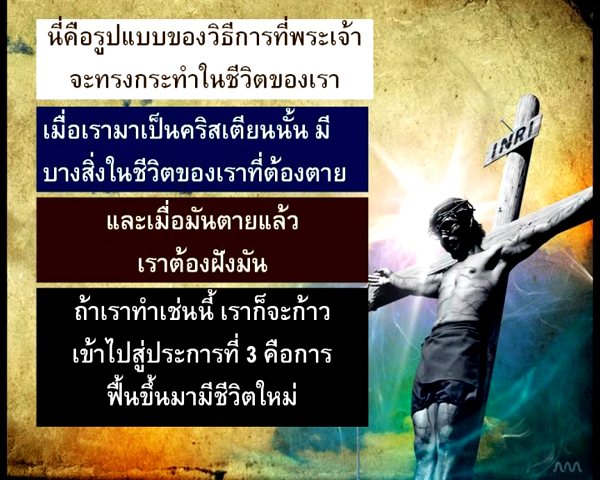 นี่คือรูปแบบของวิธีการที่พระเจ้า
จะทรงกระทำในชีวิตของเรา
เมื่อเรามาเป็นคริสเตียนนั้น มี
บางสิ่งในชีวิตของเราที่ต้องตาย
และเมื่อมันตายแล้ว
เราต้องฝังมัน
ถ้าเราทำเช่นนี้ เราก็จะก้าว
เข้าไปสู่ประการที่ 3 คือการ
ฟื้นขึ้นมามีชีวิตใหม่
INRI